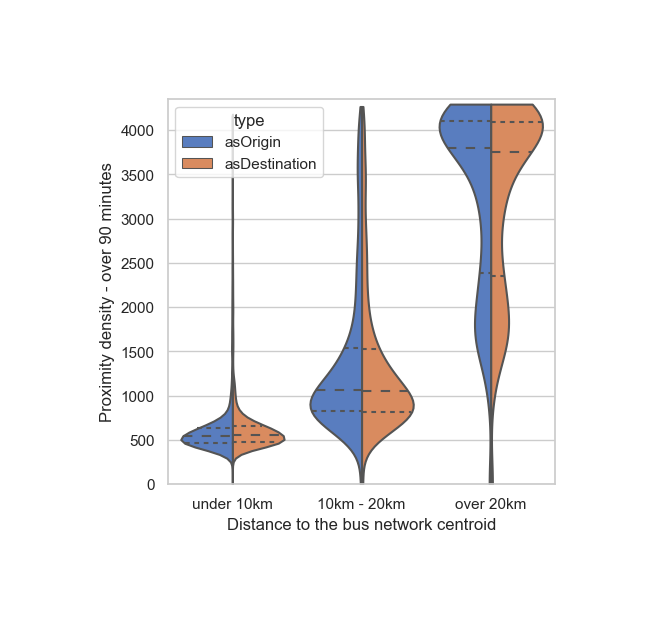 type
asOrigin
asDestination
4000
3500
3000
2500
2000
1500
1000
500
0
Proximity density - over 90 minutes
under 10km
10km - 20km
over 20km
Distance to the bus network centroid